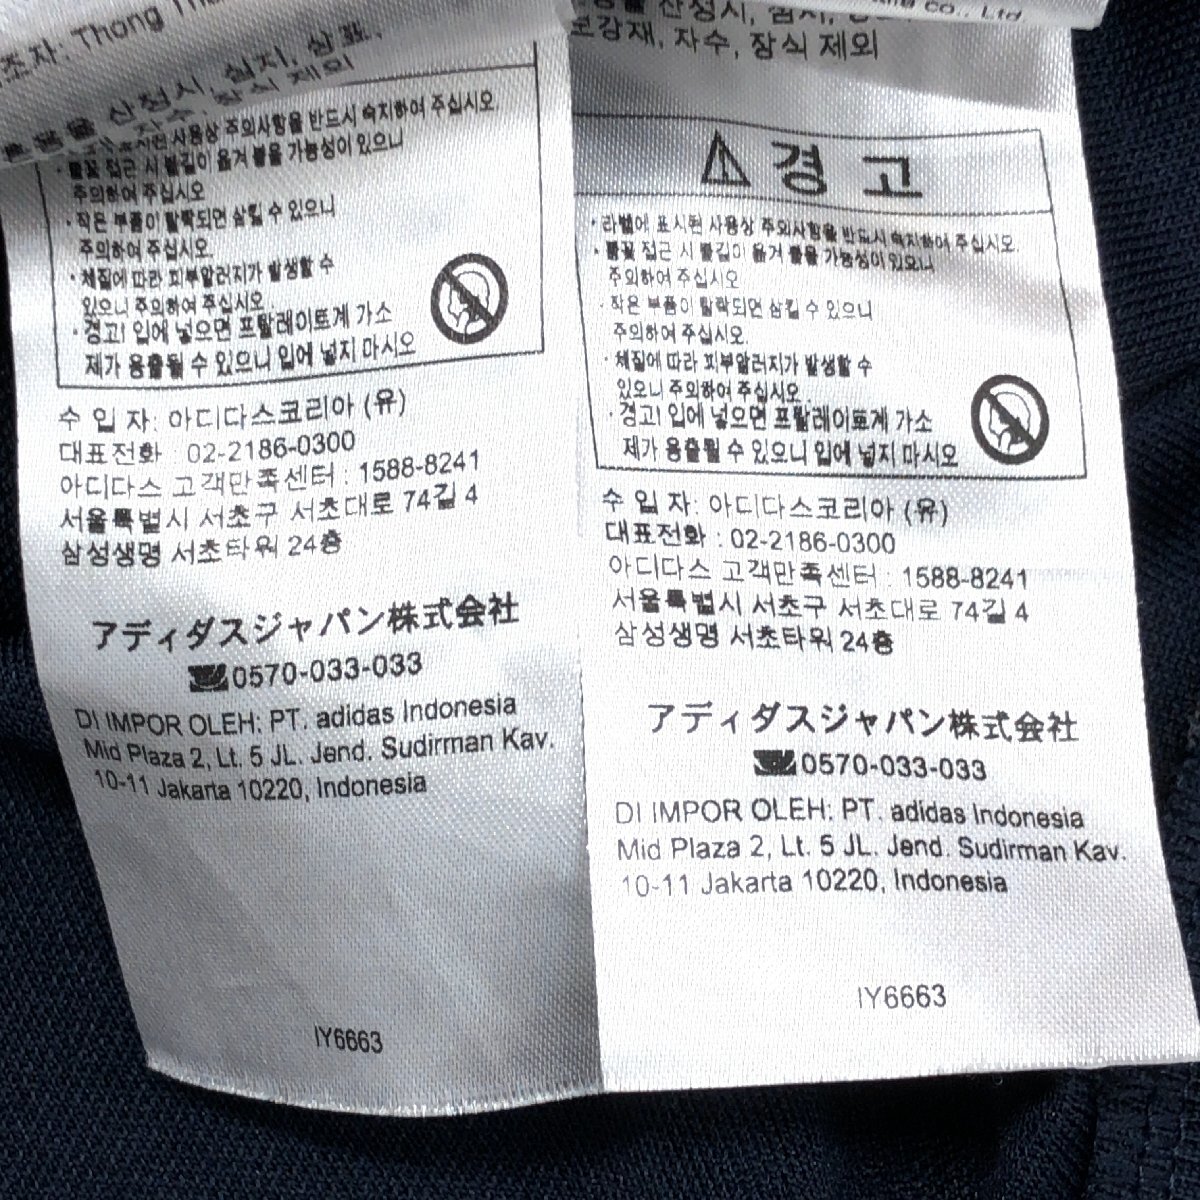 조자: Thong Th
산정시, 심지, 상표,
장식 제외
사용상 주의사항을 반드시 숙지하여 주십시오
· 불꽃 접근 시 불길이 옮겨 붙을 가능성이 있으니
주의하여 주십시오
· 작은 부품이 탈락되면 삼킬 수 있으니
주의하여 주십시오.
· 체질에 따라 피부알러지가 발생할 수
있으니 주의하여 주십시오.
· 경고! 입에 넣으면 프탈레이트계 가소
제가 용출될 수 있으니 입에 넣지 마시오
수 입 자: 아디다스코리아 (유)
대표전화 : 02-2186-0300
아디다스 고객만족센터 : 1588-8241
서울특별시 서초구 서초대로 74길 4
삼성생명 서초타워 24층
アディダスジャパン株式会社
0570-033-033
DI IMPOR OLEH: PT. adidas Indonesia
Mid Plaza 2, Lt. 5 JL. Jend. Sudirman Kav.
10-11 Jakarta 10220, Indonesia
IY6663
Co., Ltd.
산정시, 심지,
보강재, 자수, 장식 제외
경 고
· 라벨에 표시된 사용상 주의사항을 반드시 숙지하여 주십시오.
· 불꽃 접근 시 불길이 옮겨 붙을 가능성이 있으니
주의하여 주십시오
· 작은 부품이 탈락되면 삼킬 수 있으니
주의하여 주십시오.
· 체질에 따라 피부알러지가 발생할 수
있으니 주의하여 주십시오.
· 경고! 입에 넣으면 프탈레이트계 가소
제가 용출될 수 있으니 입에 넣지 마시오
수 입 자: 아디다스코리아 (유)
대표전화 : 02-2186-0300
아디다스 고객만족센터 : 1588-8241
서울특별시 서초구 서초대로 74길 4
삼성생명 서초타워 24층
アディダスジャパン株式会社
0570-033-033
DI IMPOR OLEH: PT. adidas Indonesia
Mid Plaza 2, Lt. 5 JL. Jend. Sudirman Kav.
10-11 Jakarta 10220, Indonesia
IY6663